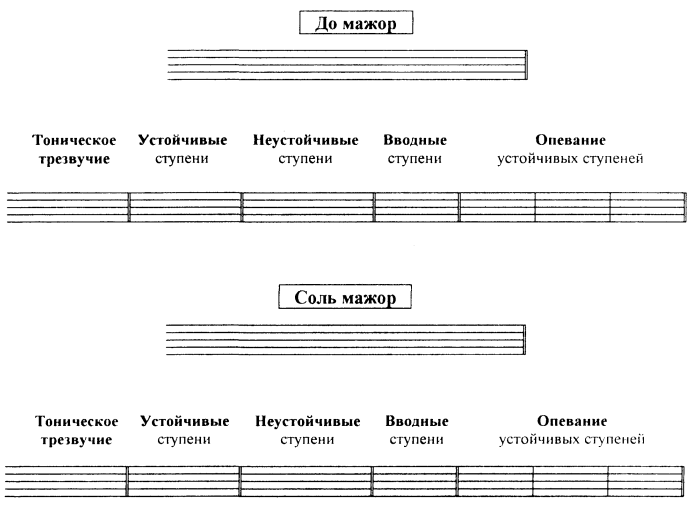 До мажор
Тоническое Устойчивые Неустойчивые Вводные Опевание
трезвучие ступени ступени ступени устойчивых ступеней
Соль мажор
Тоническое Устойчивые Неустойчивые Вводные Опевание
трезвучие ступени ступени ступени устойчивых ступеней